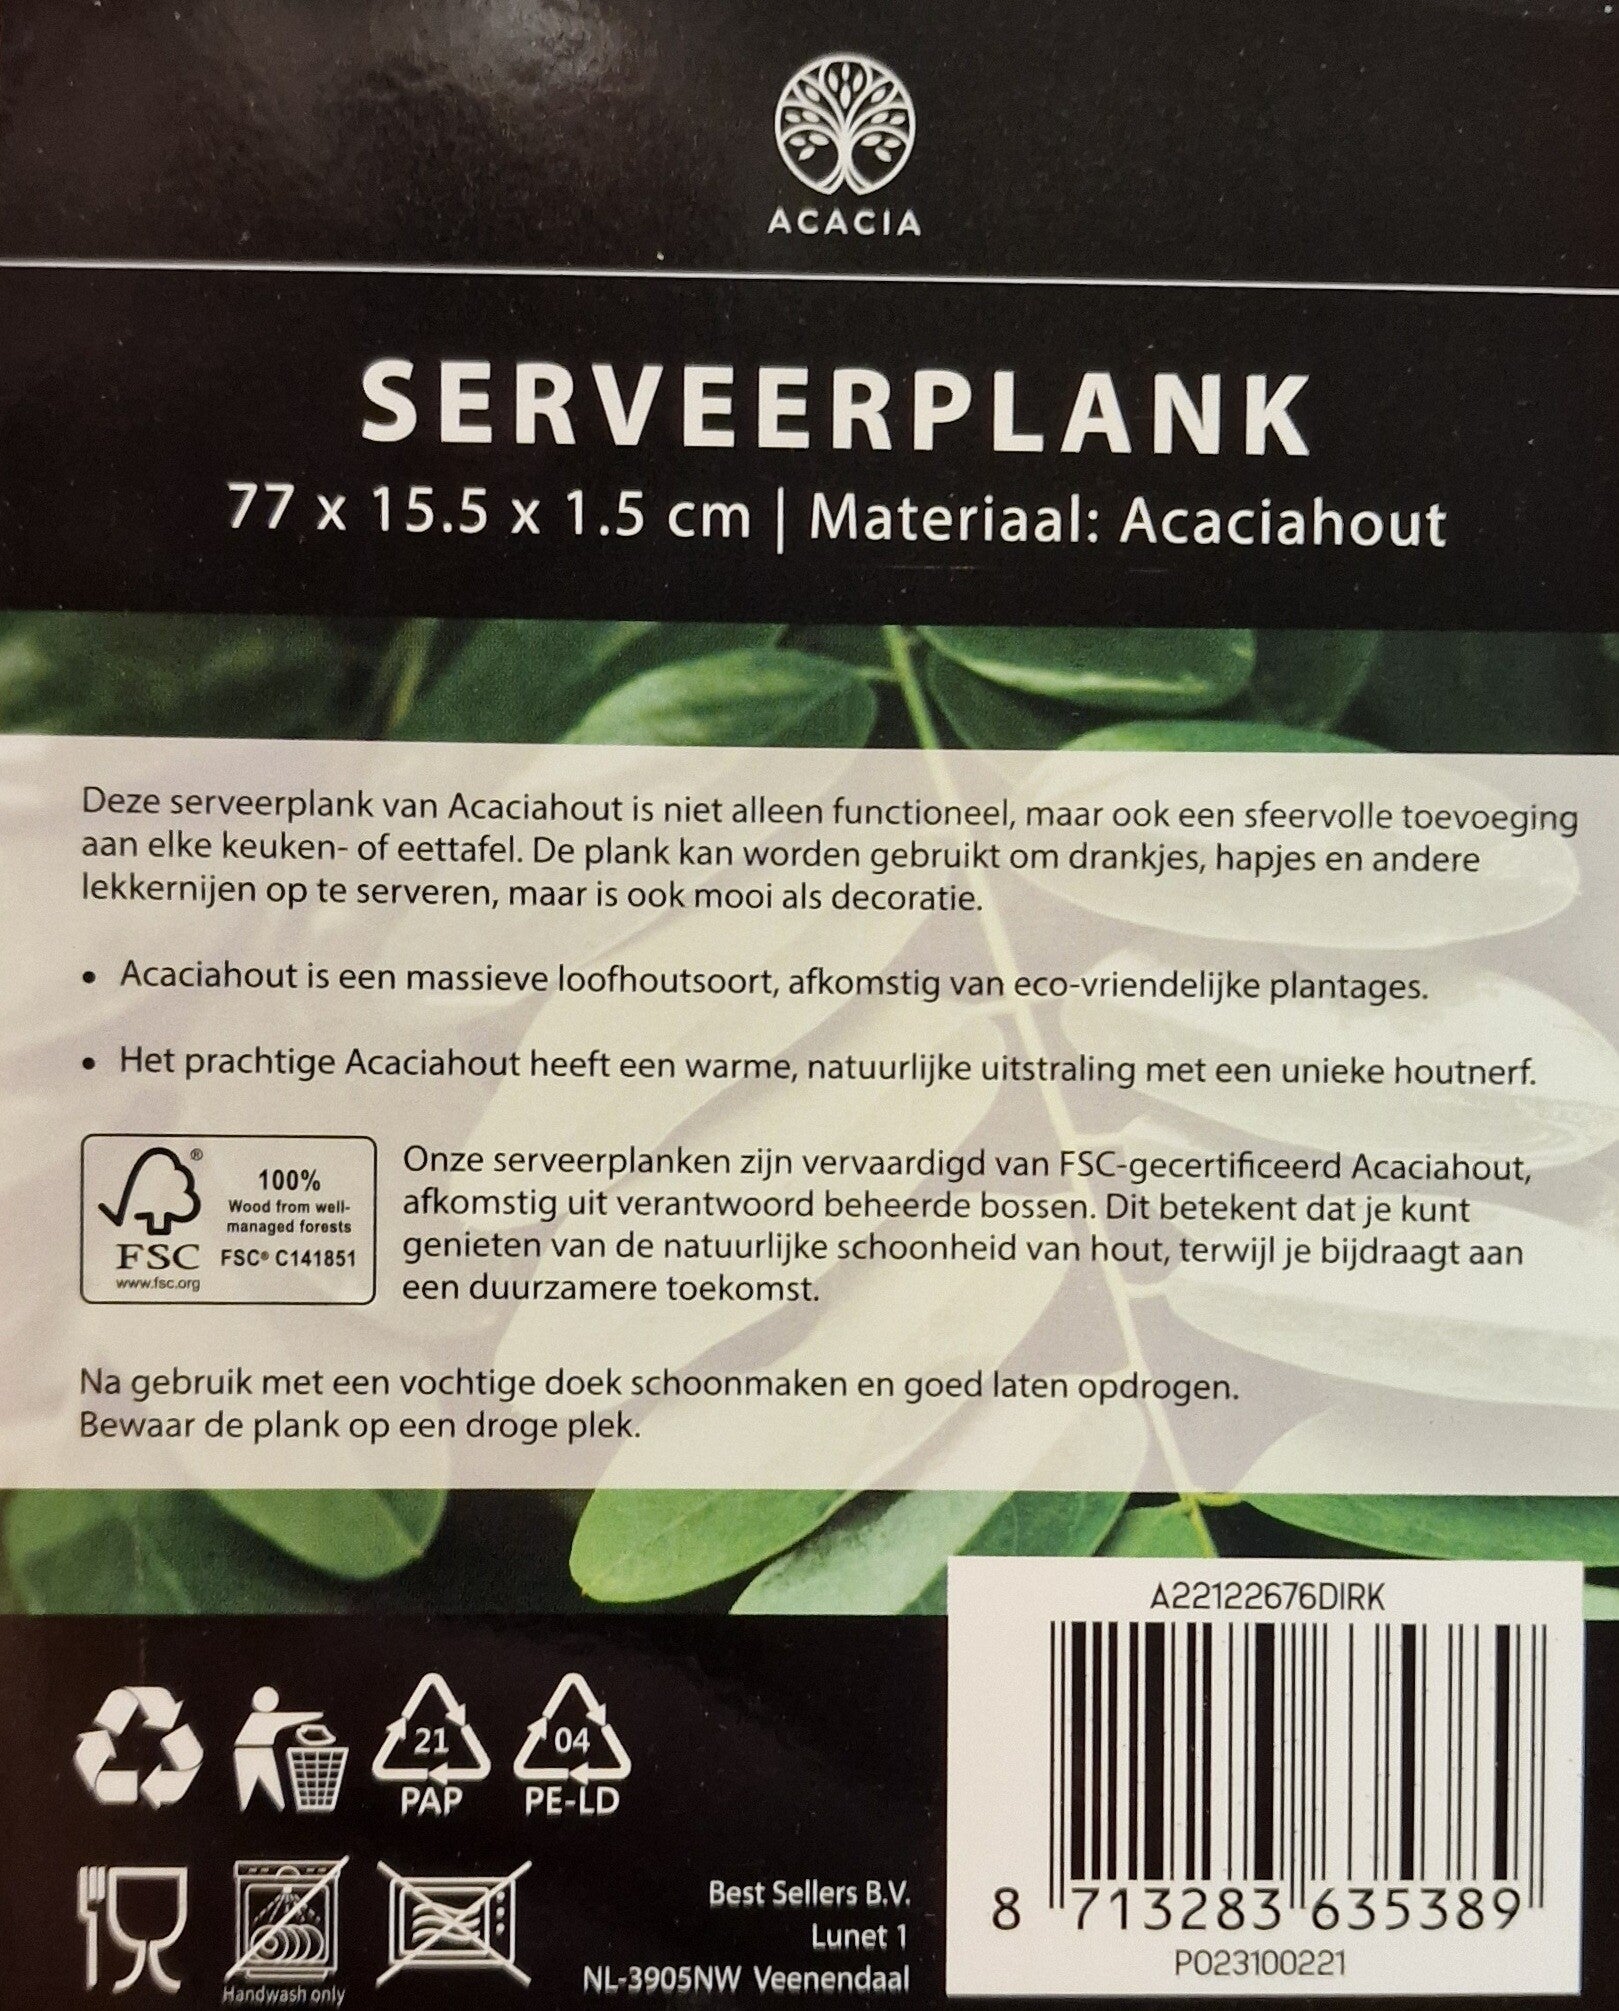 ACACIA
SERVEERPLANK
77 x 15.5 x 1.5 cm | Materiaal: Acaciahout
Deze serveerplank van Acaciahout is niet alleen functioneel, maar ook een sfeervolle toevoeging
aan elke keuken- of eettafel. De plank kan worden gebruikt om drankjes, hapjes en andere
lekkernijen op te serveren, maar is ook mooi als decoratie.
• Acaciahout is een massieve loofhoutsoort, afkomstig van eco-vriendelijke plantages.
• Het prachtige Acaciahout heeft een warme, natuurlijke uitstraling met een unieke houtnerf.
®
100%
Wood from well-
managed forests
FSC FSC® C141851
www.fsc.org
Onze serveerplanken zijn vervaardigd van FSC-gecertificeerd Acaciahout,
afkomstig uit verantwoord beheerde bossen. Dit betekent dat je kunt
genieten van de natuurlijke schoonheid van hout, terwijl je bijdraagt aan
een duurzamere toekomst.
Na gebruik met een vochtige doek schoonmaken en goed laten opdrogen.
Bewaar de plank op een droge plek.
21
PAP
04
PE-LD
Handwash only
Best Sellers B.V.
Lunet 1
NL-3905NW Veenendaal
A22122676DIRK
8 713283 635389
PO23100221